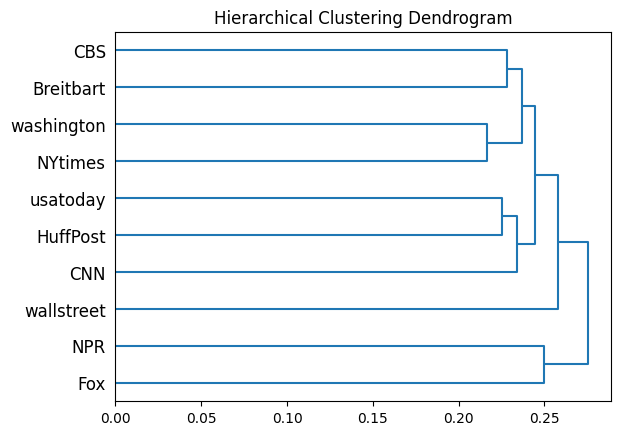 Hierarchical Clustering Dendrogram
CBS
Breitbart
washington
NYtimes
usatoday
HuffPost
CNN
wallstreet
NPR
Fox
0.00 0.05 0.10 0.15 0.20 0.25